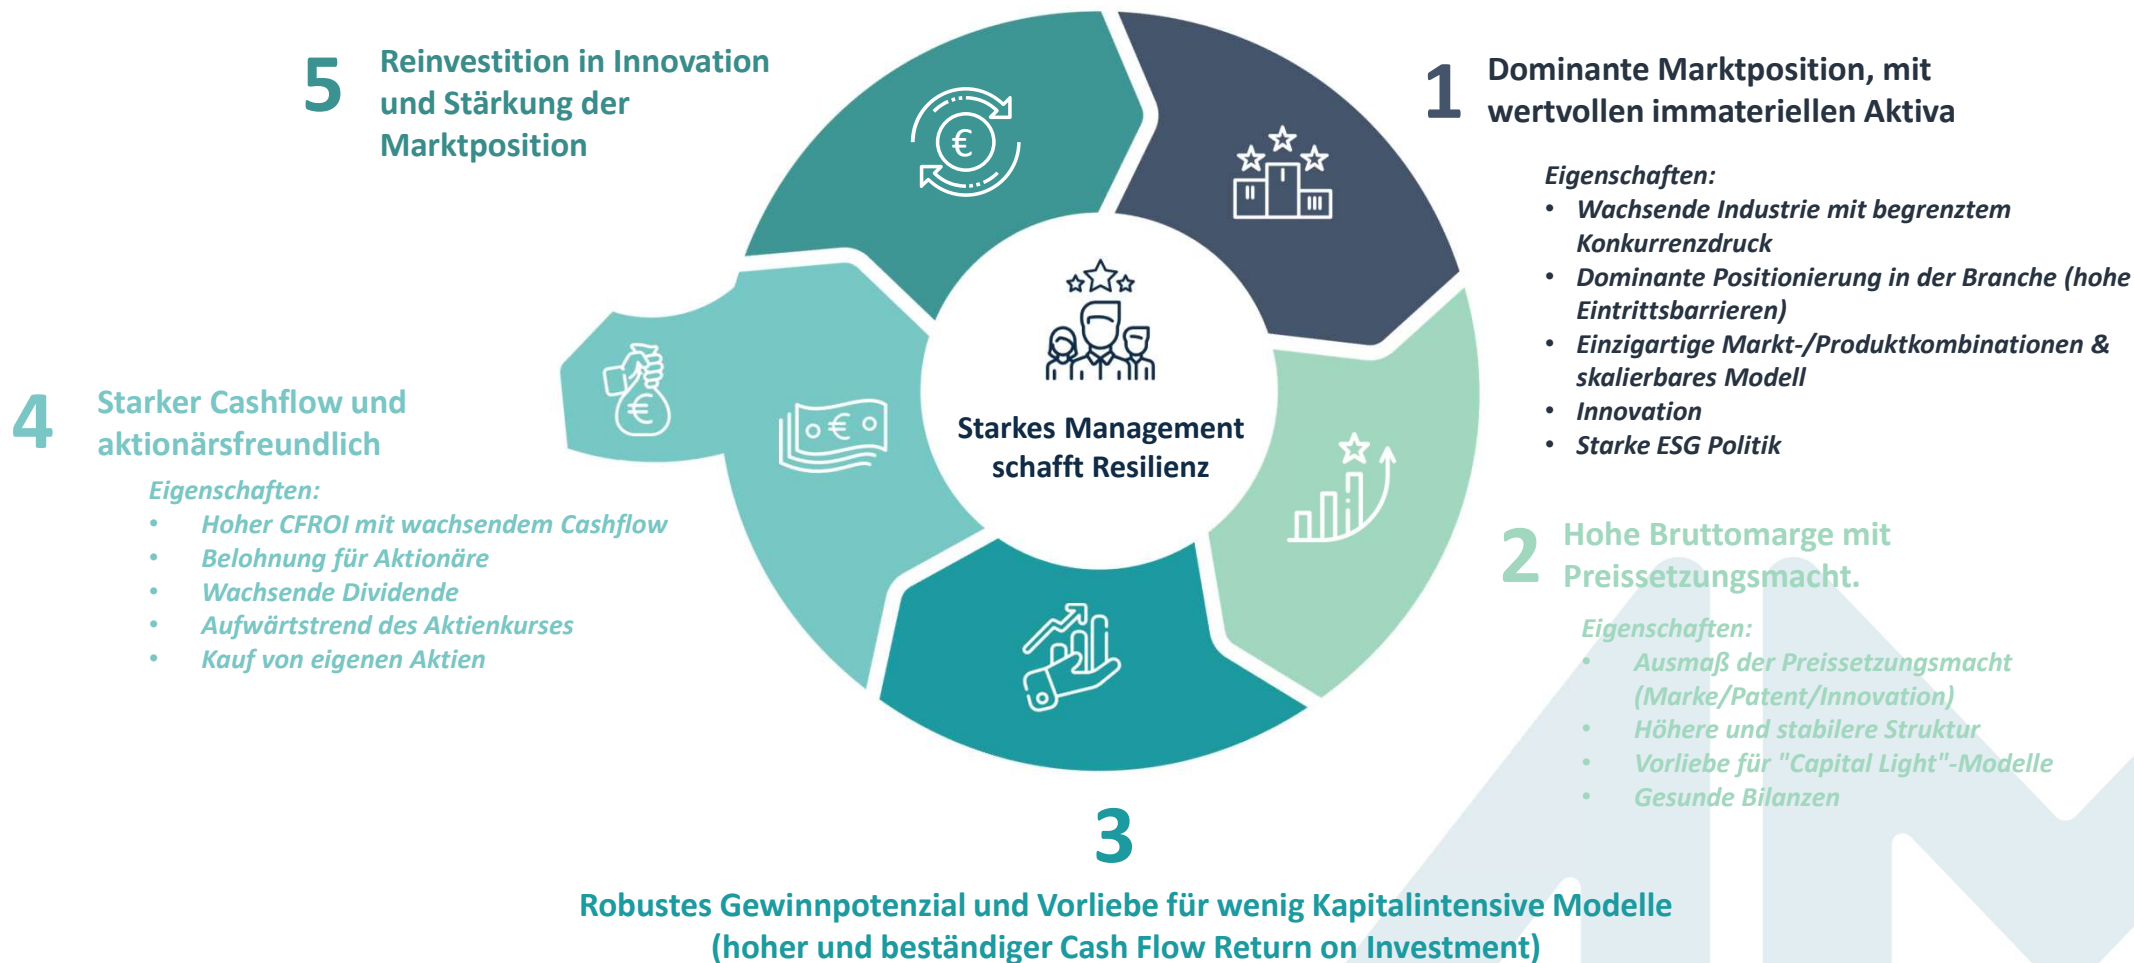 1
Dominante Marktposition, mit
wertvollen immateriellen Aktiva
Eigenschaften:
• Wachsende Industrie mit begrenztem
Konkurrenzdruck
• Dominante Positionierung in der Branche (hohe
Eintrittsbarrieren)
• Einzigartige Markt-/Produktkombinationen &
skalierbares Modell
• Innovation
• Starke ESG Politik
2
Hohe Bruttomarge mit
Preissetzungsmacht.
Eigenschaften:
• Ausmaß der Preissetzungsmacht
(Marke/Patent/Innovation)
• Höhere und stabilere Struktur
• Vorliebe für "Capital Light"-Modelle
• Gesunde Bilanzen
3
Robustes Gewinnpotenzial und Vorliebe für wenig Kapitalintensive Modelle
(hoher und beständiger Cash Flow Return on Investment)
4
Starker Cashflow und
aktionärsfreundlich
Eigenschaften:
• Hoher CFROI mit wachsendem Cashflow
• Belohnung für Aktionäre
• Wachsende Dividende
• Aufwärtstrend des Aktienkurses
• Kauf von eigenen Aktien
5
Reinvestition in Innovation
und Stärkung der
Marktposition
Starkes Management
schafft Resilienz
€
II I III
€
€